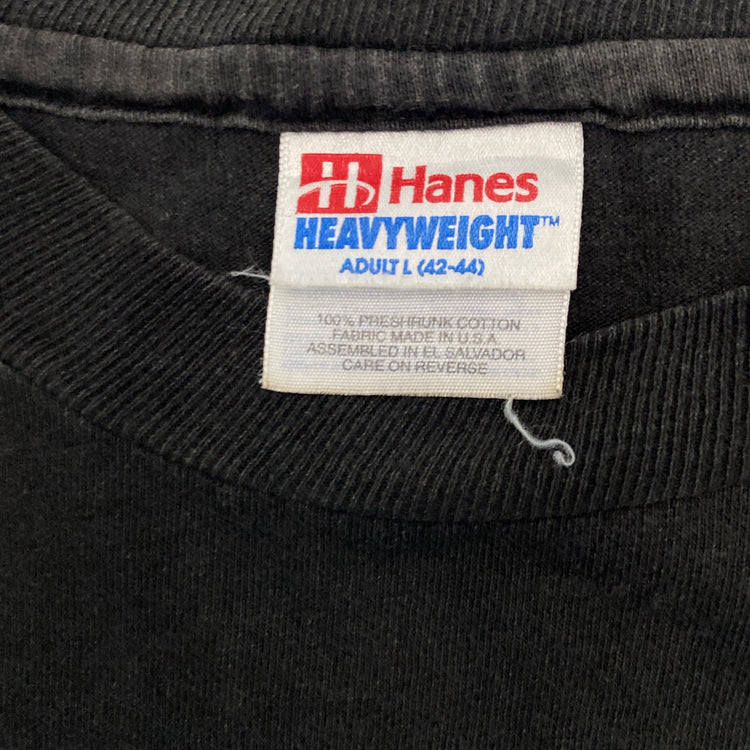 H Hanes
HEAVYWEIGHT™
ADULT L (42-44)
100% PRESHRUNK COTTON
FABRIC MADE IN U.S.A
ASSEMBLED IN EL SALVADOR
CARE ON REVERSE